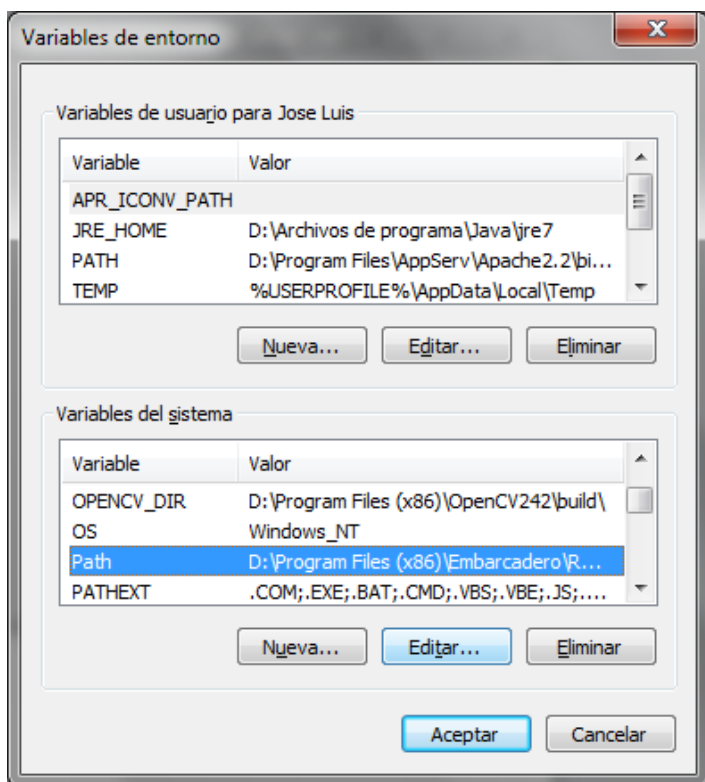 Variables de entorno
Variables de usuario para Jose Luis
Variable Valor
APR_ICONV_PATH
JRE_HOME D:\Archivos de programa\Java\jre7
PATH D:\Program Files\AppServ\Apache2.2\bi...
TEMP %USERPROFILE%\AppData\Local\Temp
Nueva... Editar... Eliminar
Variables del sistema
Variable Valor
OPENCV_DIR D:\Program Files (x86)\OpenCV242\build\
OS Windows_NT
Path D:\Program Files (x86)\Embarcadero\R...
PATHEXT .COM;.EXE;.BAT;.CMD;.VBS;.VBE;.JS;....
Nueva... Editar... Eliminar
Aceptar Cancelar